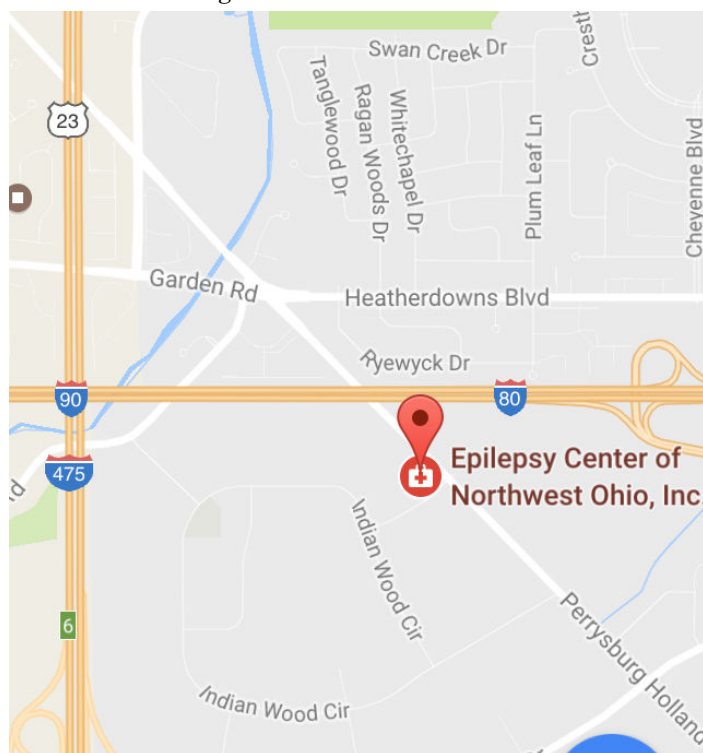 Swan Creek Dr
Cresth
Tanglewood Dr
Ragan Woods Dr
Whitechapel Dr
Plum Leaf Ln
Cheyenne Blvd
23
Garden Rd
Heatherdowns Blvd
Ryewyck Dr
90
80
475
Epilepsy Center of
Northwest Ohio, Inc.
Rd
Indian Wood Cir
6
Perrysburg Holland
Indian Wood Cir